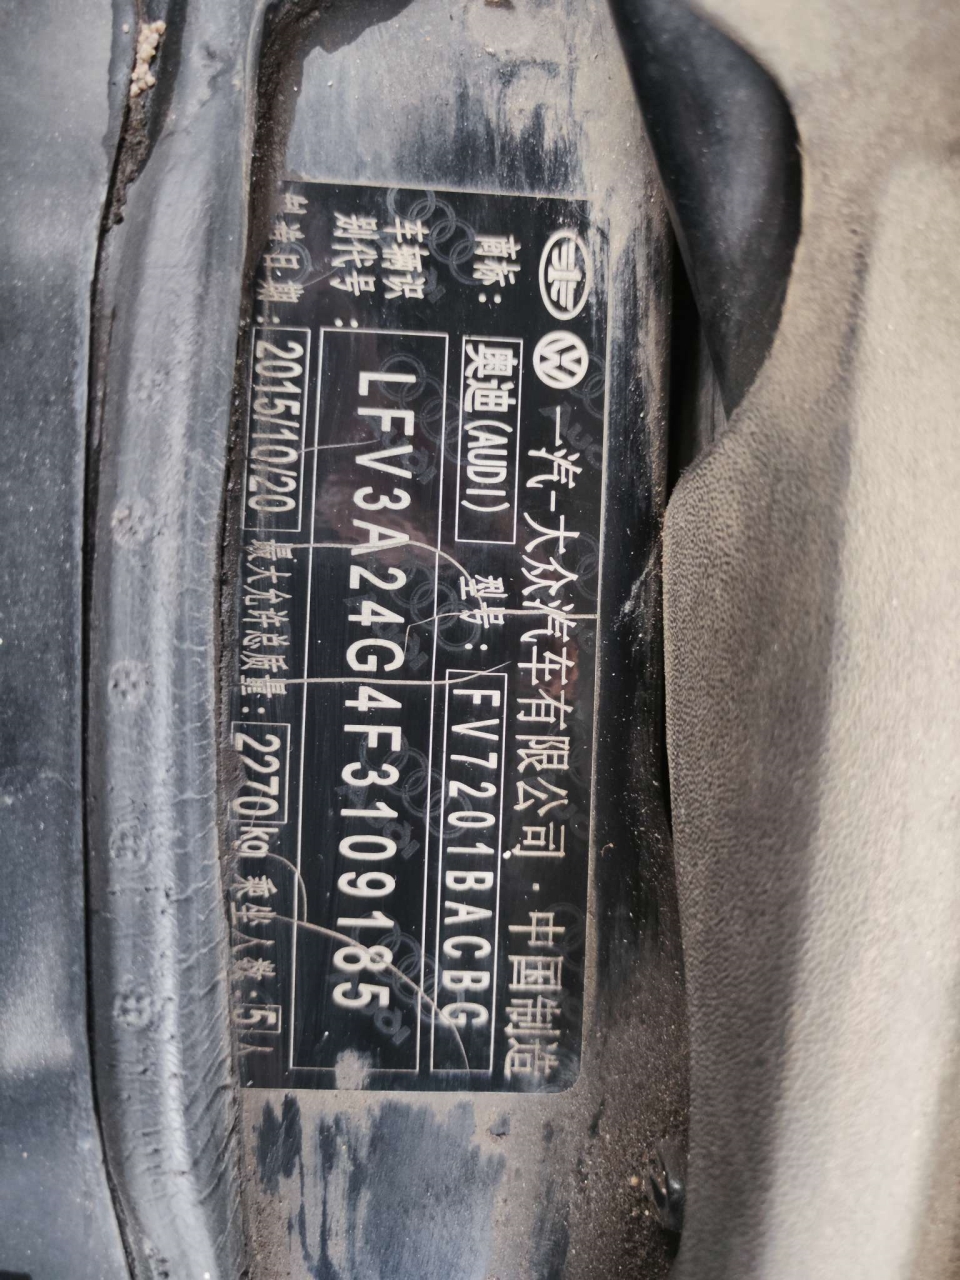 一汽-大众汽车有限公司 · 中国制造
商标: 奥迪(AUDI) 型号: FV7201BACBG
车辆识别代号: LFV3A24G4F3109185
制造日期: 2015/10/20 最大允许总质量: 2270kg 乘坐人数: 5人